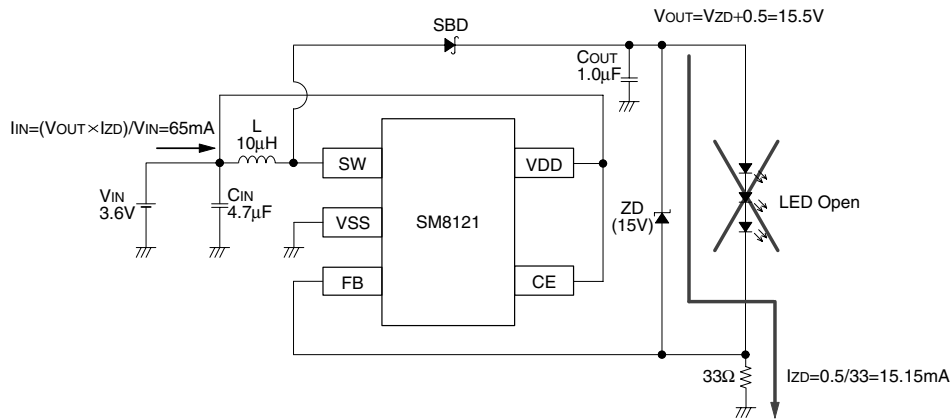 VOUT=VZD+0.5=15.5V
SBD
COUT
1.0µF
IIN=(VOUT×IZD)/VIN=65mA
L
10µH
SW
VDD
VIN
3.6V
CIN
4.7µF
VSS
SM8121
ZD
(15V)
LED Open
FB
CE
33Ω
IZD=0.5/33=15.15mA